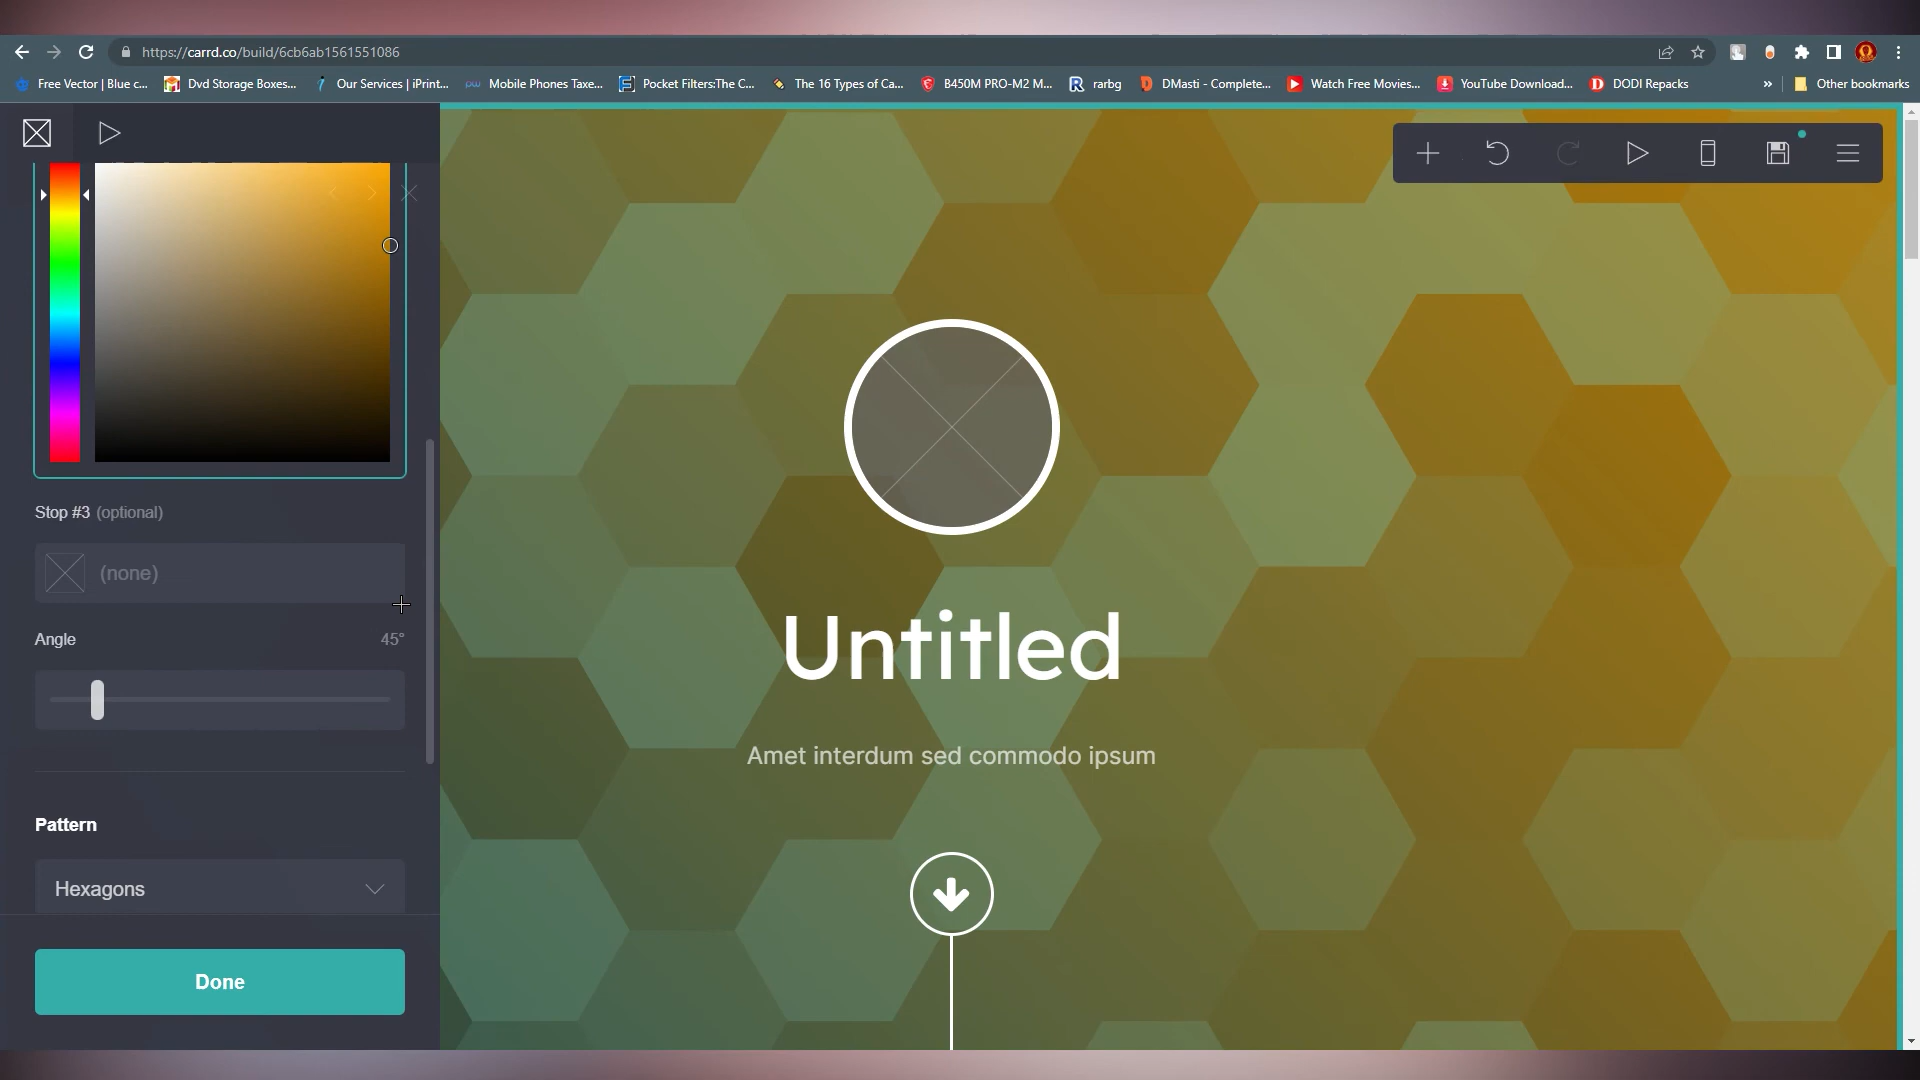 https://carrd.co/build/6cb6ab1561551086
Free Vector | Blue c... Dvd Storage Boxes... Our Services | iPrint... Mobile Phones Taxe... Pocket Filters:The C... The 16 Types of Ca... B450M PRO-M2 M... rarbg DMasti - Complete... Watch Free Movies... YouTube Download... DODI Repacks » Other bookmarks
Stop #3 (optional)
(none)
Angle 45°
Pattern
Hexagons
Done
Untitled
Amet interdum sed commodo ipsum